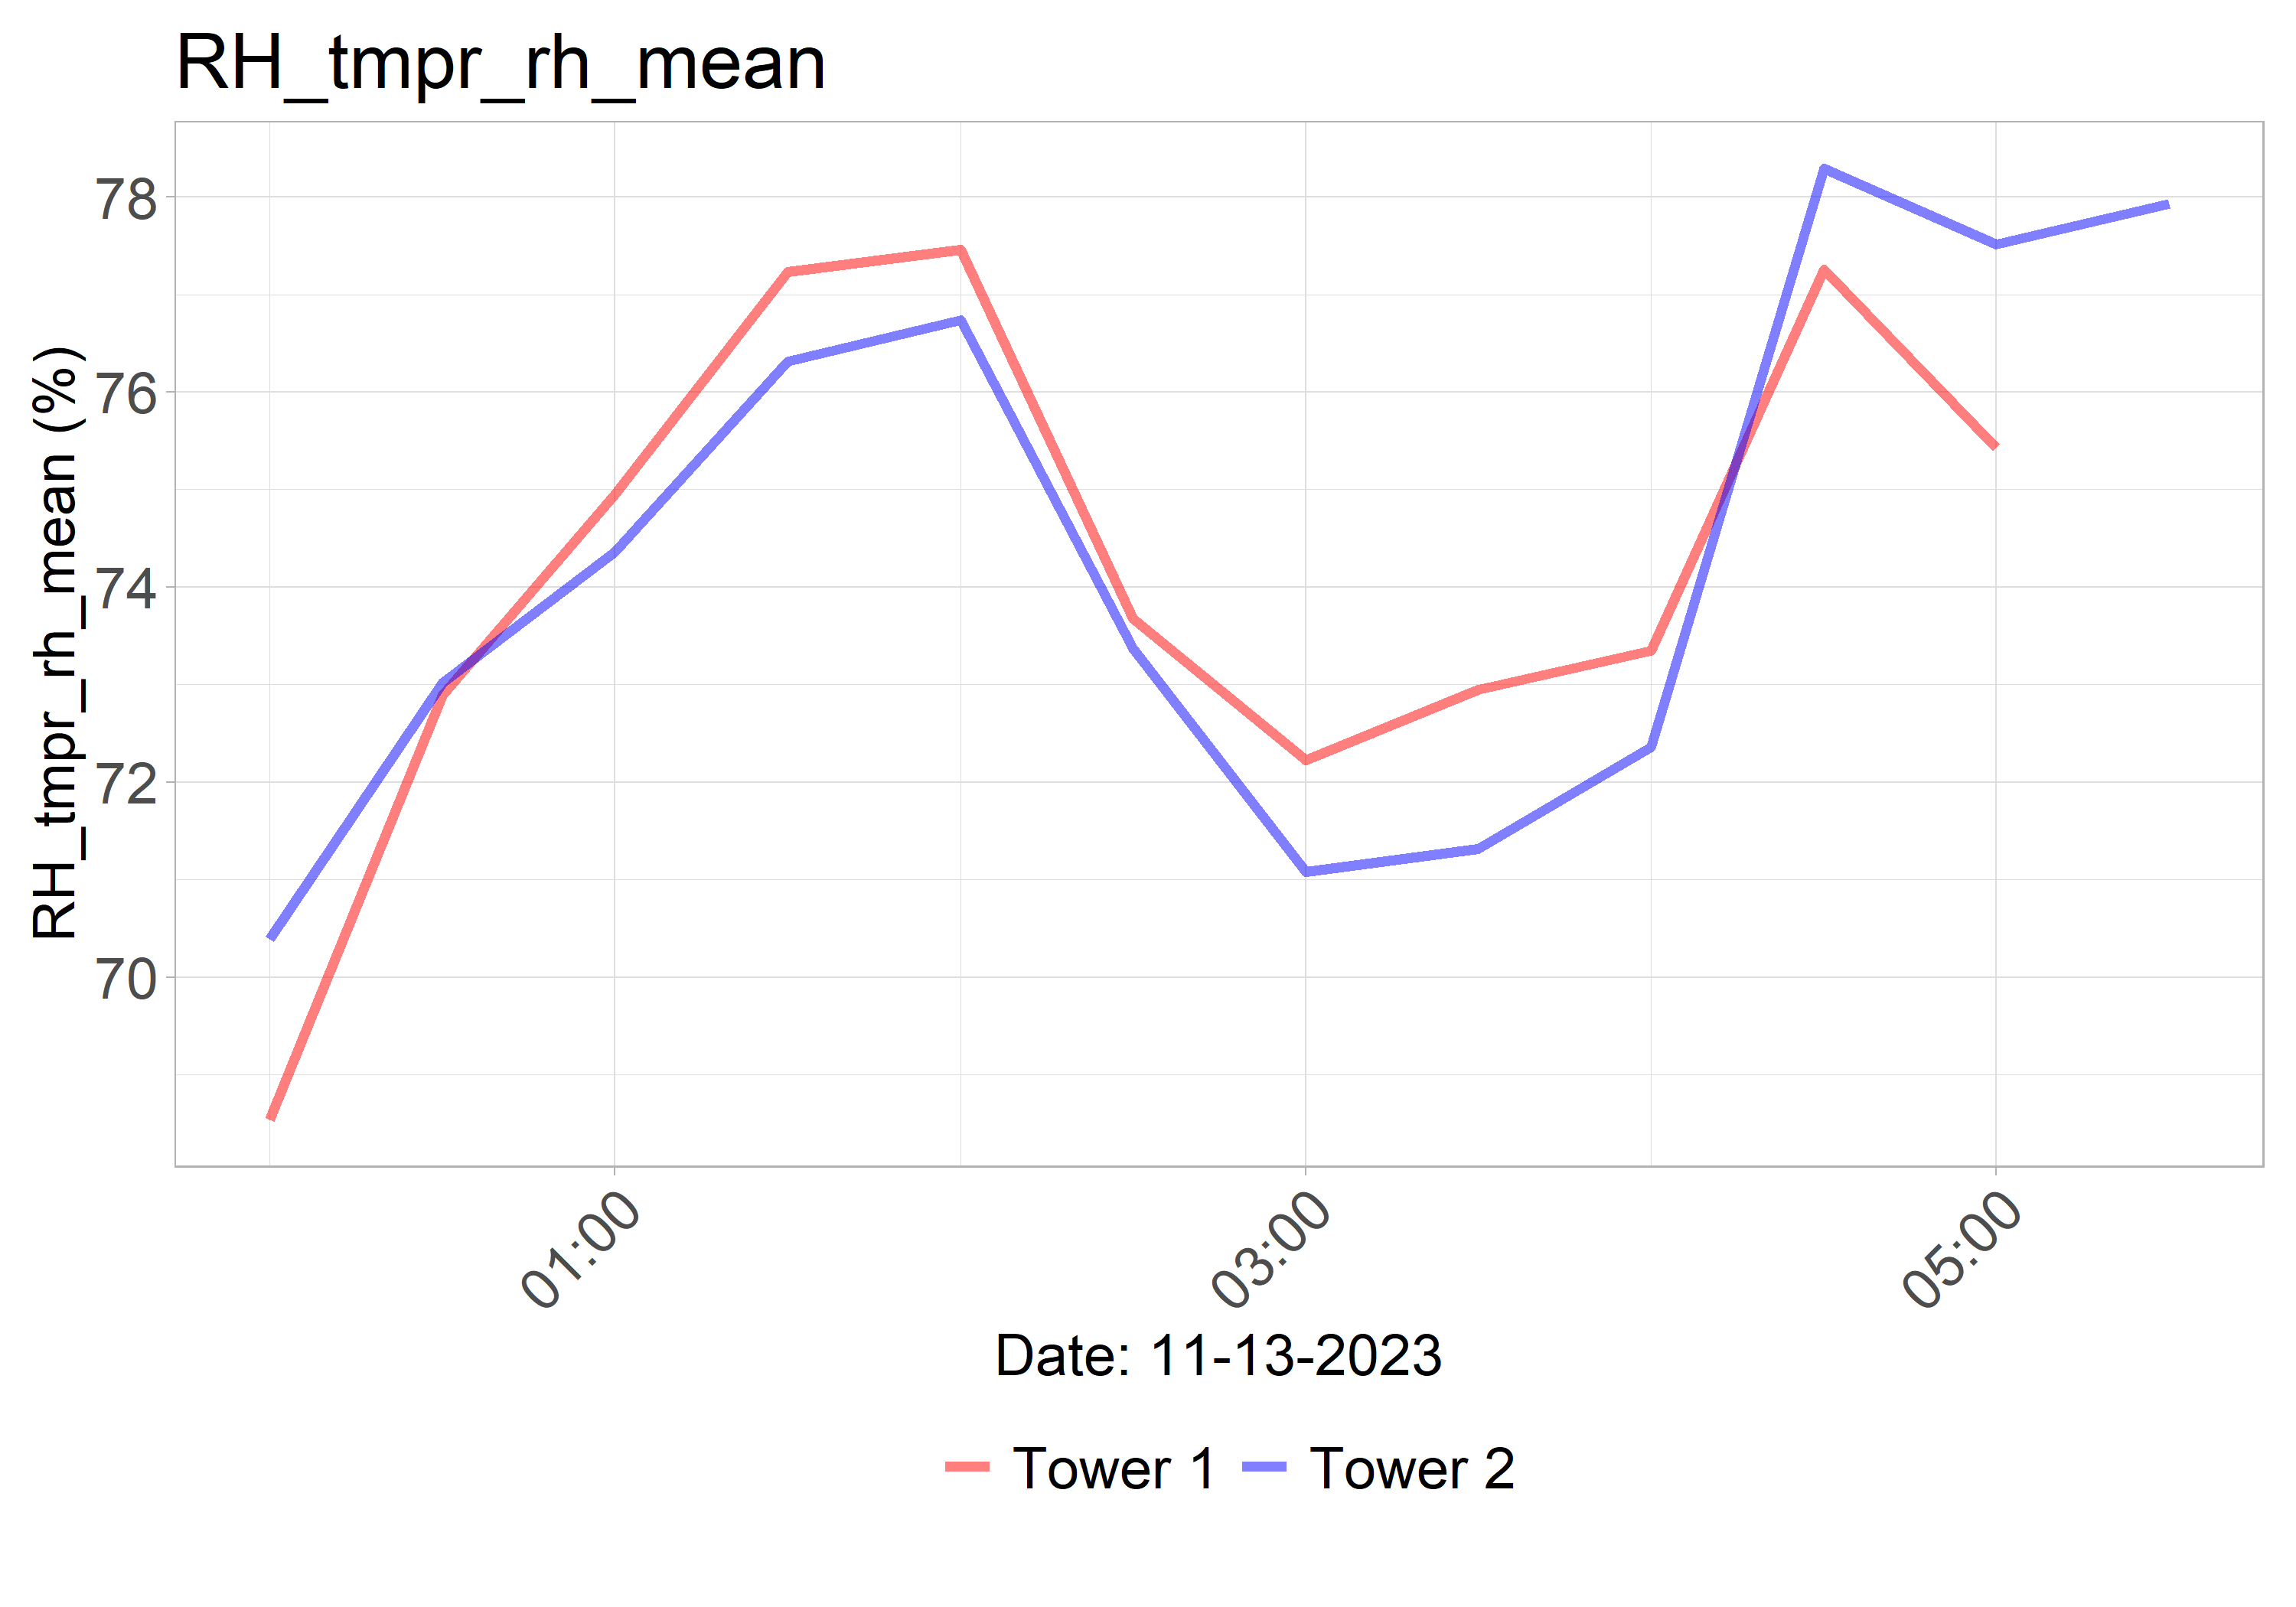 RH_tmpr_rh_mean
RH_tmpr_rh_mean (%)
78
76
74
72
70
01:00
03:00
05:00
Date: 11-13-2023
Tower 1
Tower 2